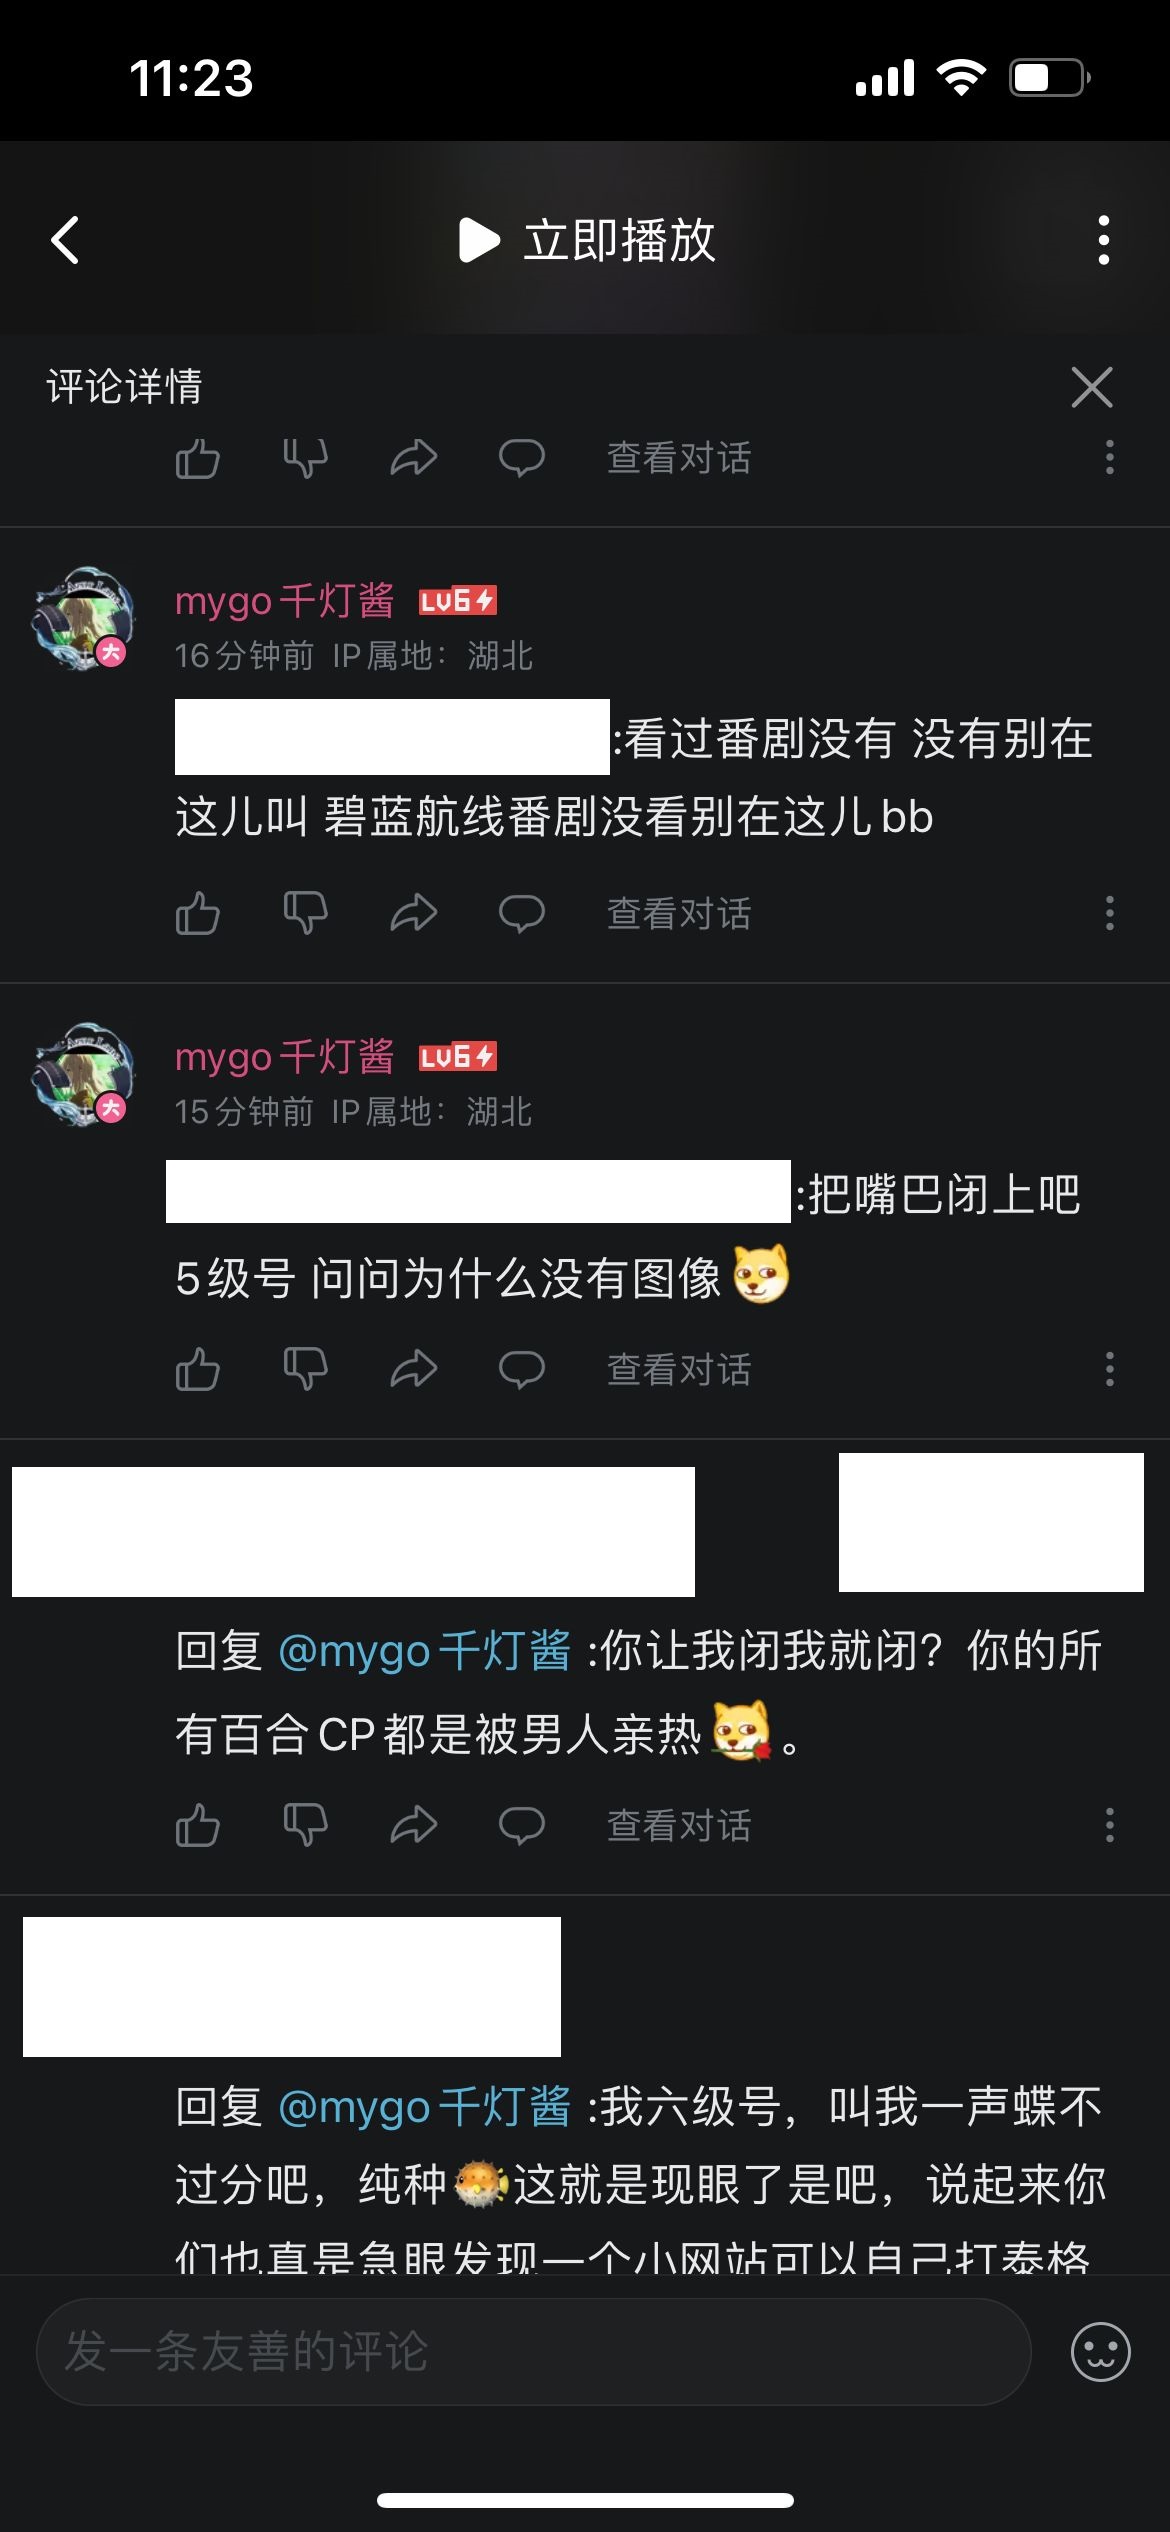 11:23
立即播放
评论详情
查看对话
mygo千灯酱 LV6
16分钟前 IP属地：湖北
:看过番剧没有 没有别在
这儿叫 碧蓝航线番剧没看别在这儿bb
查看对话
mygo千灯酱 LV6
15分钟前 IP属地：湖北
:把嘴巴闭上吧
5级号 问问为什么没有图像
查看对话
回复 @mygo千灯酱 :你让我闭我就闭？你的所
有百合CP都是被男人亲热。
查看对话
回复 @mygo千灯酱 :我六级号，叫我一声蝶不
过分吧，纯种这就是现眼了是吧，说起来你
们也真是急眼发现一个小网站可以自己打泰格
发一条友善的评论